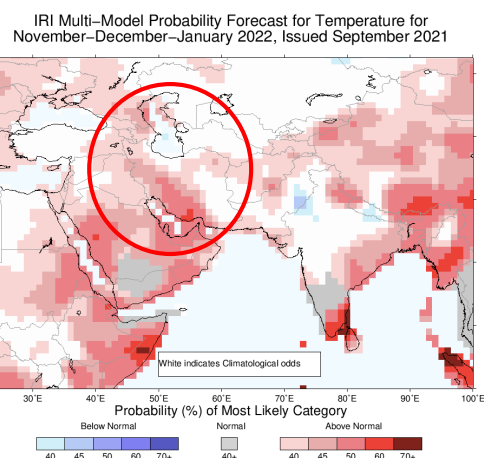 IRI Multi-Model Probability Forecast for Temperature for
November-December-January 2022, Issued September 2021
White indicates Climatological odds
30°E 40°E 50°E 60°E 70°E 80°E 90°E 100°E
Probability (%) of Most Likely Category
Below Normal Normal Above Normal
40 45 50 60 70+ 40+ 40 45 50 60 70+